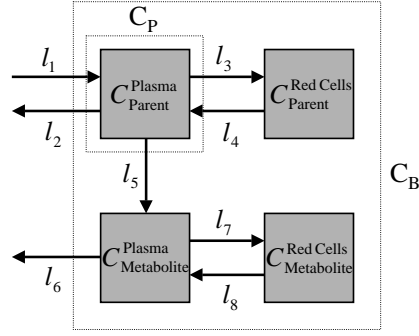 C_P
l_1
l_3
C^Plasma_Parent
C^Red Cells_Parent
l_2
l_4
l_5
C_B
l_7
C^Plasma_Metabolite
C^Red Cells_Metabolite
l_6
l_8